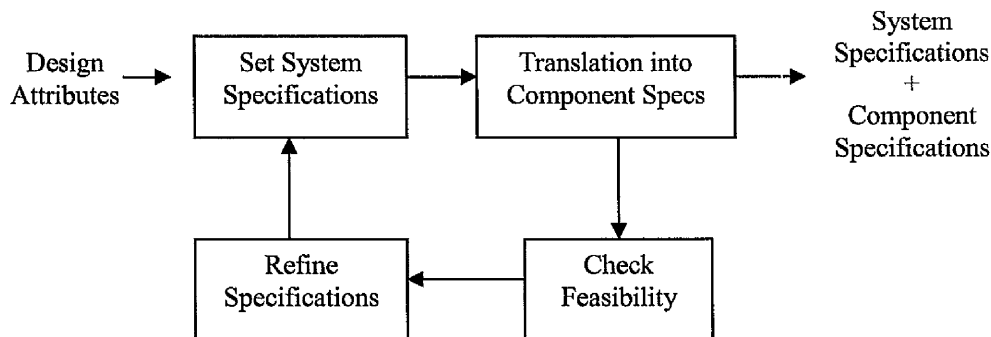 Design
Attributes
Set System
Specifications
Translation into
Component Specs
System
Specifications
+
Component
Specifications
Refine
Specifications
Check
Feasibility